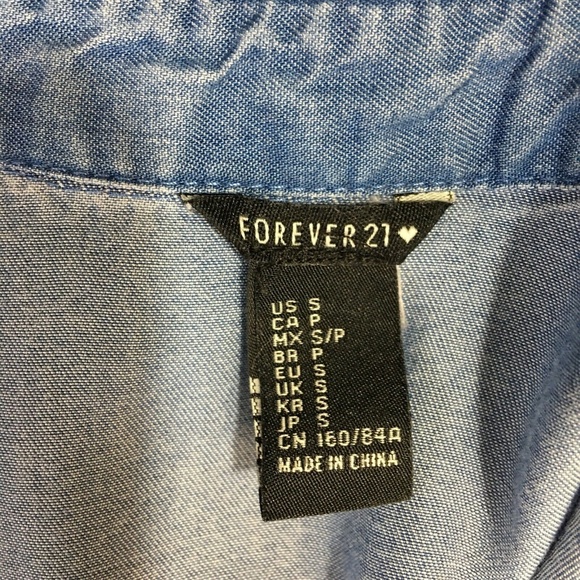 FOREVER 21 ♥
US S
CA P
MX S/P
BR P
EU S
UK S
KR S
JP S
CN 160/84A
MADE IN CHINA